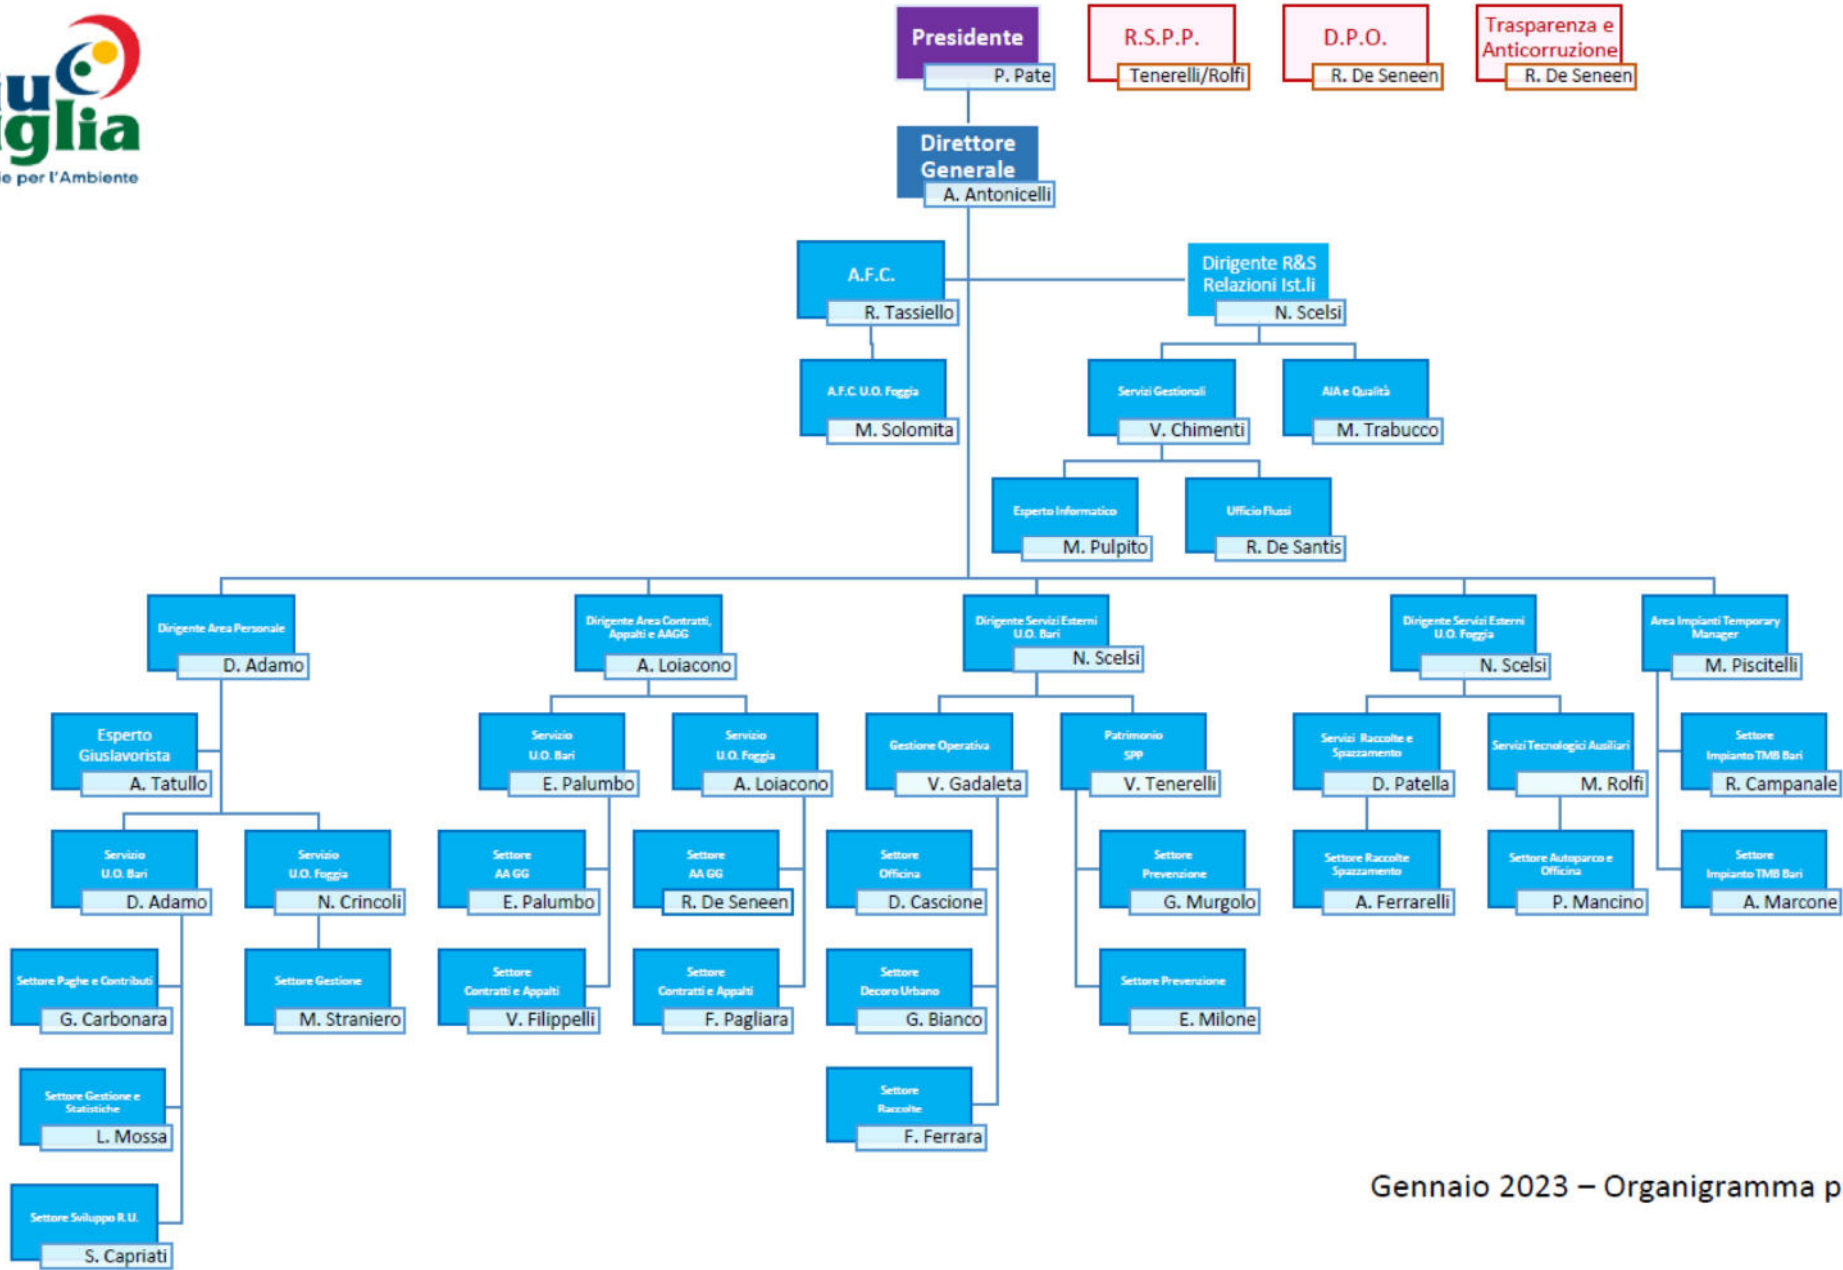 Presidente
P. Pate
R.S.P.P.
Tenerelli/Rolfi
D.P.O.
R. De Seneen
Trasparenza e
Anticorruzione
R. De Seneen
iu
iglia
ie per l'Ambiente
Direttore
Generale
A. Antonicelli
A.F.C.
R. Tassiello
Dirigente R&S
Relazioni Ist.li
N. Scelsi
A.F.C. U.O. Foggia
M. Solomita
Servizi Gestionali
V. Chimenti
AIA e Qualità
M. Trabucco
Esperto Informatico
M. Pulpito
Ufficio Flussi
R. De Santis
Dirigente Area Personale
D. Adamo
Dirigente Area Contratti,
Appalti e AAGG
A. Loiacono
Dirigente Servizi Esterni
U.O. Bari
N. Scelsi
Dirigente Servizi Esterni
U.O. Foggia
N. Scelsi
Area Impianti Temporary
Manager
M. Piscitelli
Esperto
Giuslavorista
A. Tatullo
Servizio
U.O. Bari
E. Palumbo
Servizio
U.O. Foggia
A. Loiacono
Gestione Operativa
V. Gadaleta
Patrimonio
SPP
V. Tenerelli
Servizi Raccolte e
Spazzamento
D. Patella
Servizi Tecnologici Ausiliari
M. Rolfi
Settore
Impianto TMB Bari
R. Campanale
Servizio
U.O. Bari
D. Adamo
Servizio
U.O. Foggia
N. Crincoli
Settore
AA GG
E. Palumbo
Settore
AA GG
R. De Seneen
Settore
Officina
D. Cascione
Settore
Prevenzione
G. Murgolo
Settore Raccolte
Spazzamento
A. Ferrarelli
Settore Autoparco e
Officina
P. Mancino
Settore
Impianto TMB Bari
A. Marcone
Settore Paghe e Contributi
G. Carbonara
Settore Gestione
M. Straniero
Settore
Contratti e Appalti
V. Filippelli
Settore
Contratti e Appalti
F. Pagliara
Settore
Decoro Urbano
G. Bianco
Settore Prevenzione
E. Milone
Settore Gestione e
Statistiche
L. Mossa
Settore
Raccolte
F. Ferrara
Settore Sviluppo R.U.
S. Capriati
Gennaio 2023 – Organigramma p